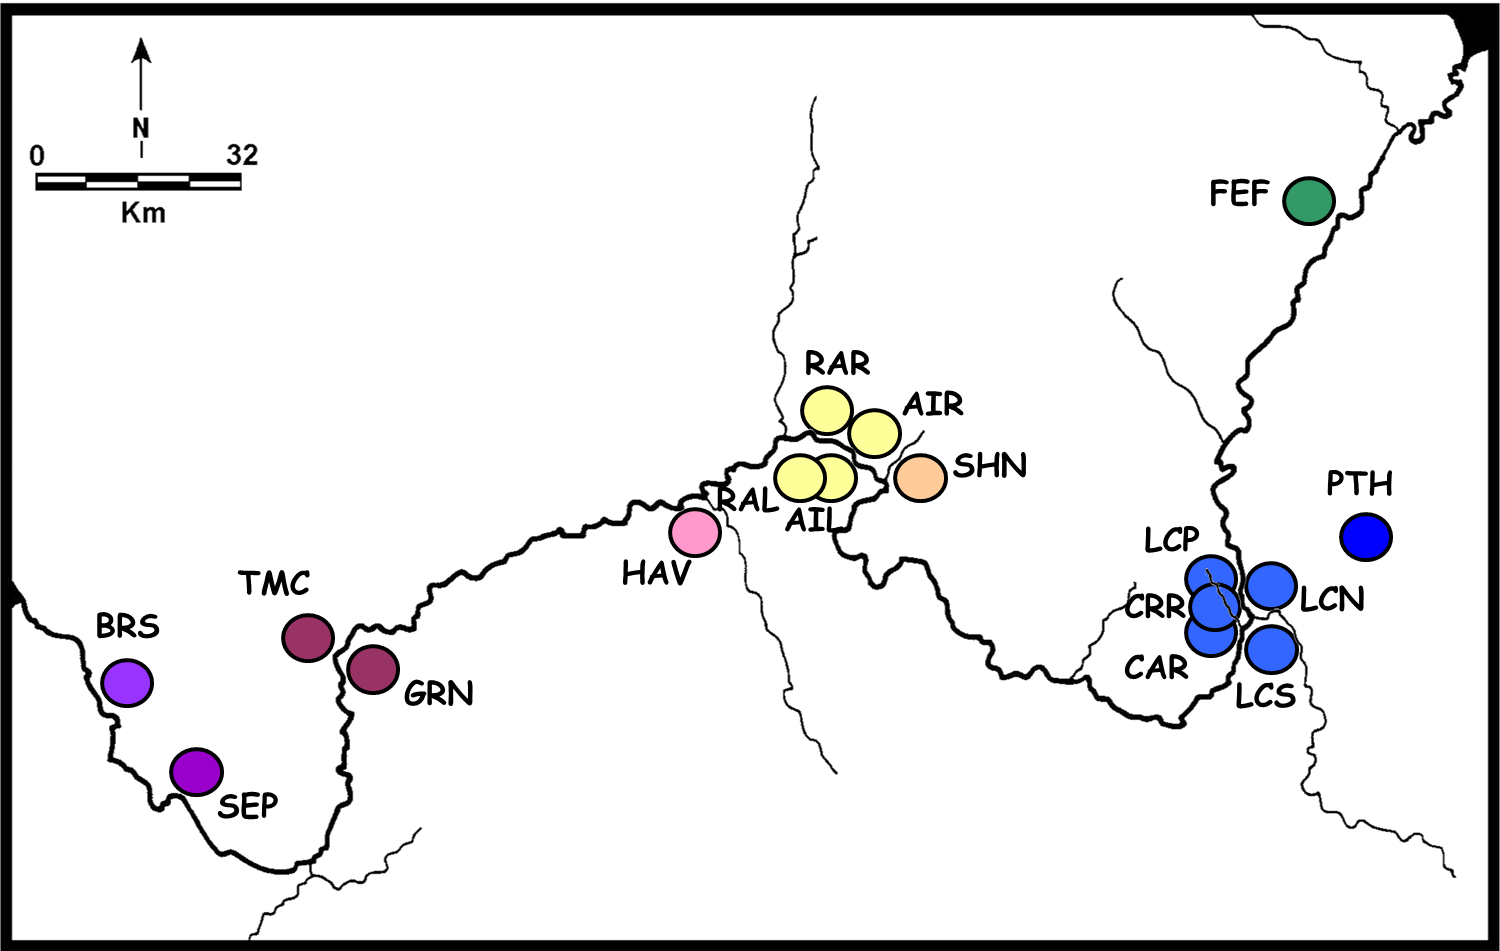 N
0 32
Km
FEF
RAR
AIR
SHN
RAL
AIL
PTH
HAV
LCP
TMC
CRR
LCN
BRS
CAR
GRN
LCS
SEP